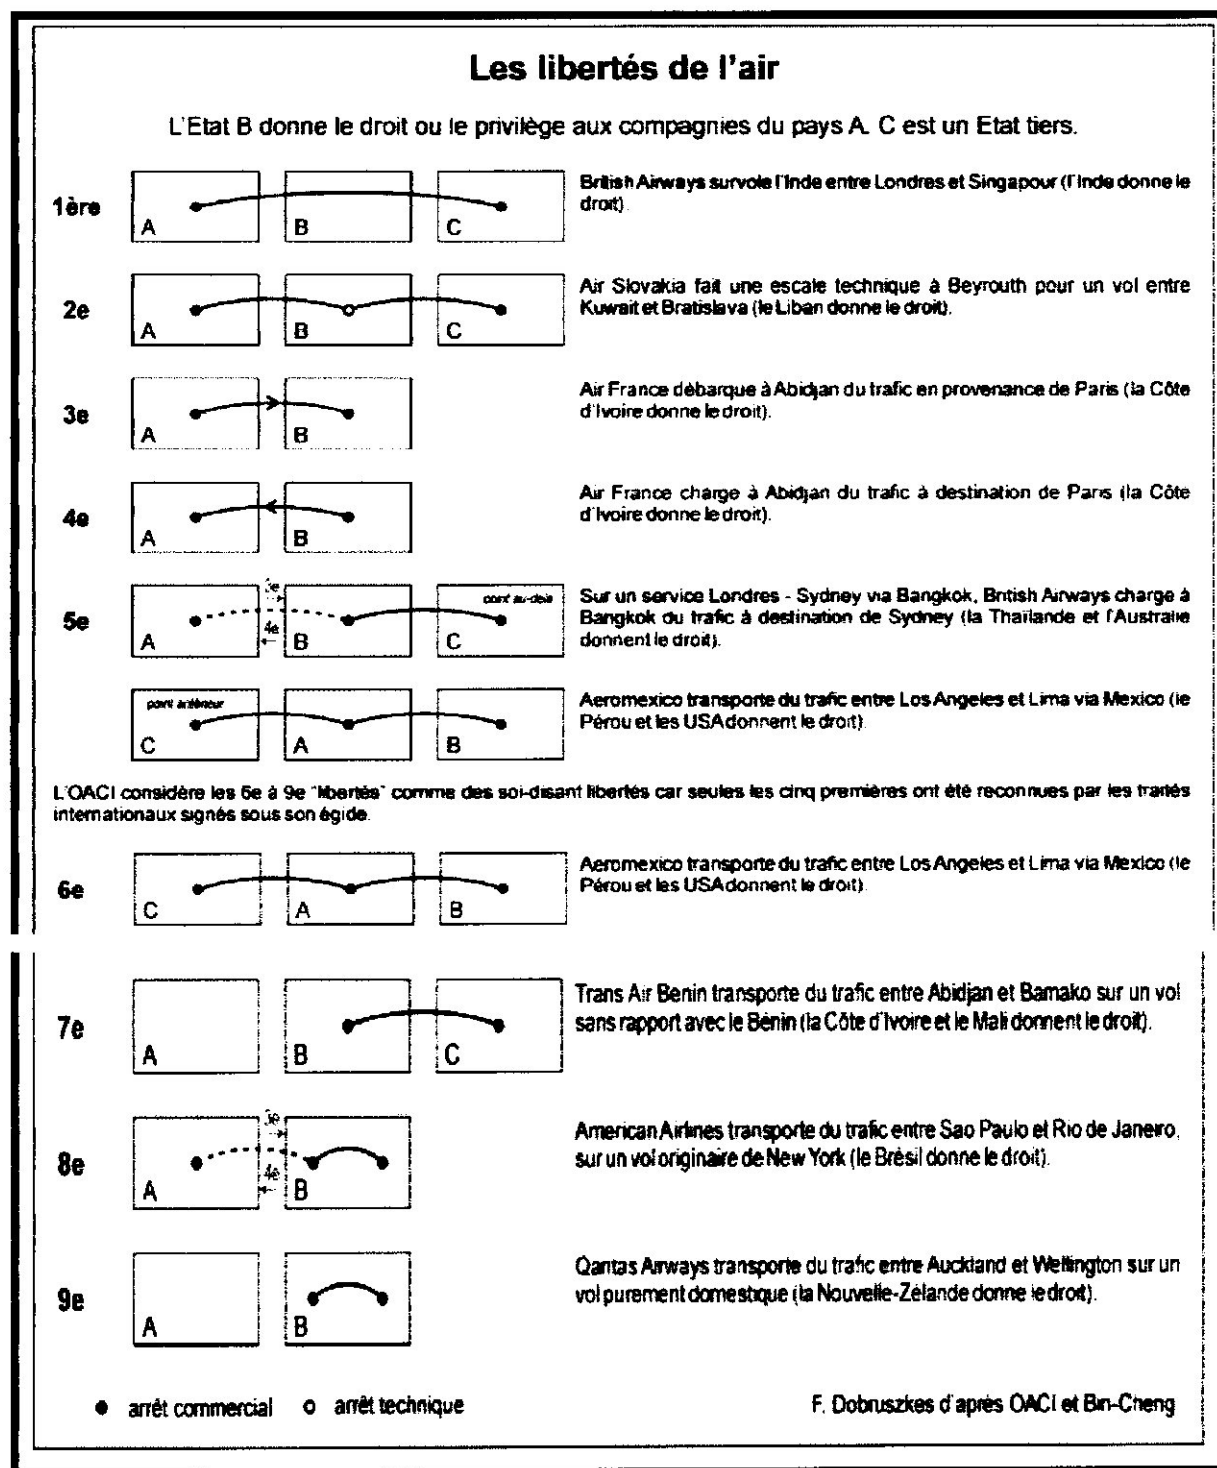 Les libertés de l'air
L'Etat B donne le droit ou le privilège aux compagnies du pays A. C est un Etat tiers.
1ère
A
B
C
British Airways survole l'Inde entre Londres et Singapour (l'Inde donne le
droit).
2e
A
B
C
Air Slovakia fait une escale technique à Beyrouth pour un vol entre
Kuwait et Bratislava (le Liban donne le droit).
3e
A
B
Air France débarque à Abidjan du trafic en provenance de Paris (la Côte
d'Ivoire donne le droit).
4e
A
B
Air France charge à Abidjan du trafic à destination de Paris (la Côte
d'Ivoire donne le droit).
5e
A
3e
4e
B
C
point au-delà
Sur un service Londres - Sydney via Bangkok, British Airways charge à
Bangkok du trafic à destination de Sydney (la Thaïlande et l'Australie
donnent le droit).
point antérieur
C
A
B
Aeromexico transporte du trafic entre Los Angeles et Lima via Mexico (le
Pérou et les USA donnent le droit)
L'OACI considère les 6e à 9e "libertés" comme des soi-disant libertés car seules les cinq premières ont été reconnues par les traités
internationaux signés sous son égide.
6e
C
A
B
Aeromexico transporte du trafic entre Los Angeles et Lima via Mexico (le
Pérou et les USA donnent le droit)
7e
A
B
C
Trans Air Benin transporte du trafic entre Abidjan et Bamako sur un vol
sans rapport avec le Bénin (la Côte d'Ivoire et le Mali donnent le droit).
8e
A
3e
4e
B
American Airlines transporte du trafic entre Sao Paulo et Rio de Janeiro,
sur un vol originaire de New York (le Brésil donne le droit).
9e
A
B
Qantas Airways transporte du trafic entre Auckland et Wellington sur un
vol purement domestique (la Nouvelle-Zélande donne le droit).
arrêt commercial
arrêt technique
F. Dobruszkes d'après OACI et Bin-Cheng